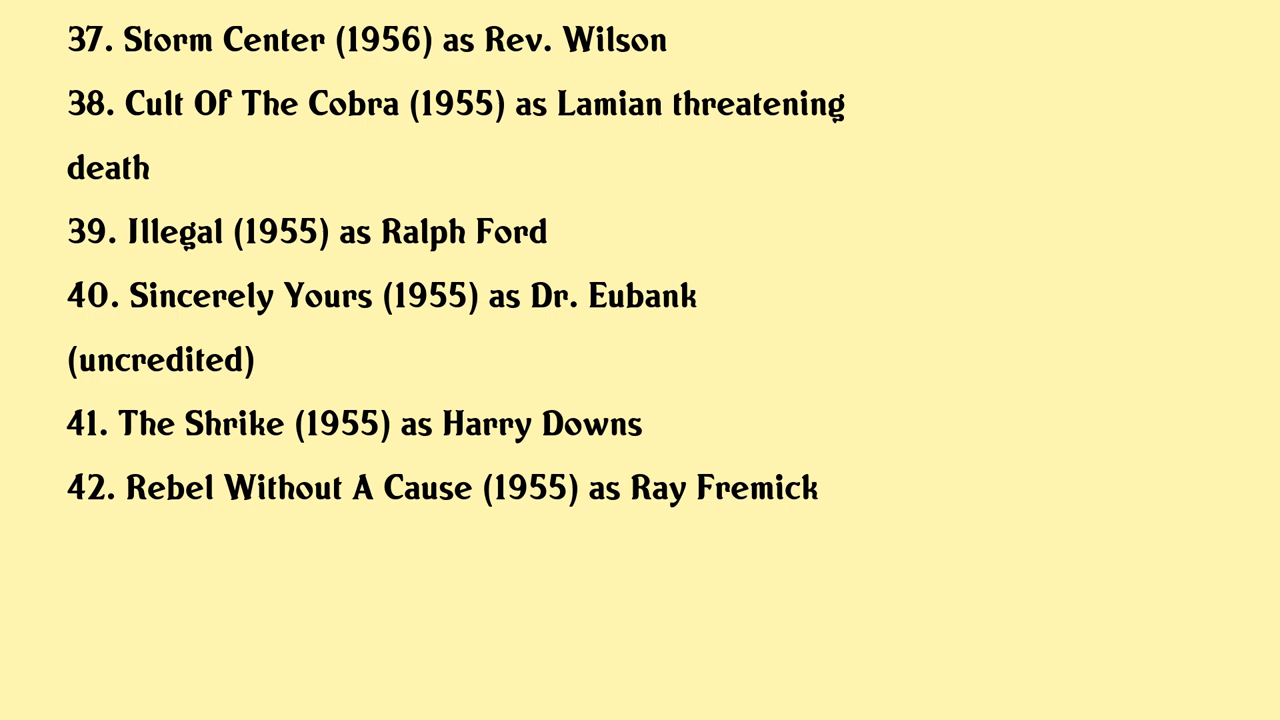 37. Storm Center (1956) as Rev. Wilson
38. Cult Of The Cobra (1955) as Lamian threatening
death
39. Illegal (1955) as Ralph Ford
40. Sincerely Yours (1955) as Dr. Eubank
(uncredited)
41. The Shrike (1955) as Harry Downs
42. Rebel Without A Cause (1955) as Ray Fremick